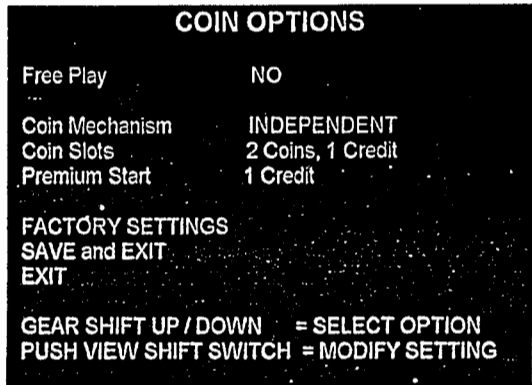 COIN OPTIONS
Free Play NO
Coin Mechanism INDEPENDENT
Coin Slots 2 Coins, 1 Credit
Premium Start 1 Credit
FACTORY SETTINGS
SAVE and EXIT
EXIT
GEAR SHIFT UP / DOWN = SELECT OPTION
PUSH VIEW SHIFT SWITCH = MODIFY SETTING